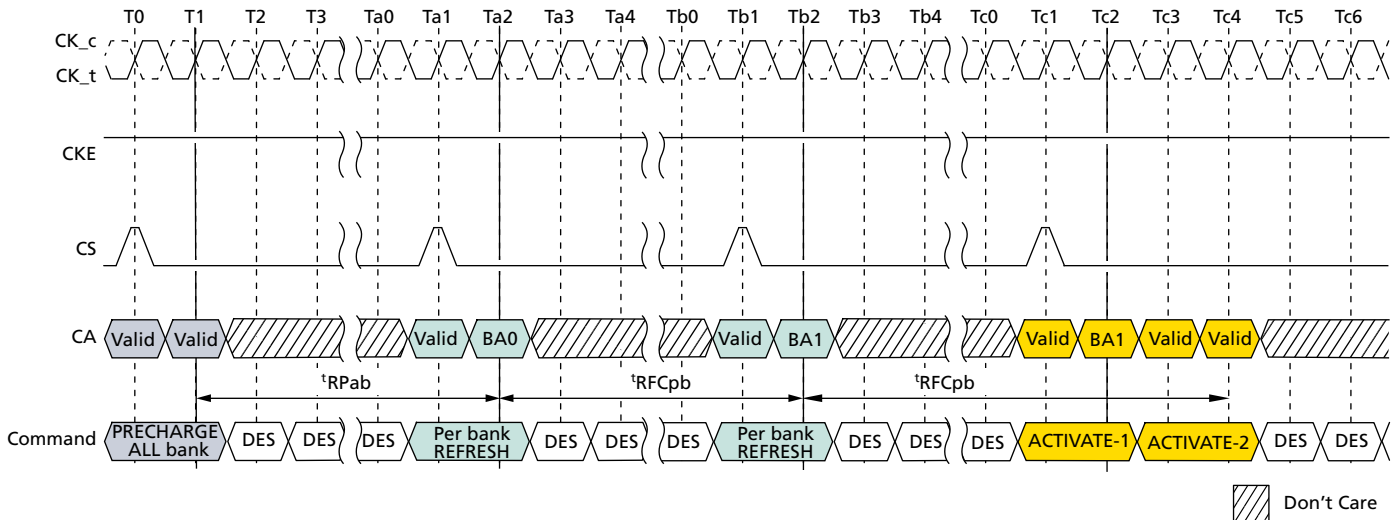 T0 T1 T2 T3 Ta0 Ta1 Ta2 Ta3 Ta4 Tb0 Tb1 Tb2 Tb3 Tb4 Tc0 Tc1 Tc2 Tc3 Tc4 Tc5 Tc6
CK_c
CK_t
CKE
CS
CA Valid Valid Valid BA0 Valid BA1 Valid BA1 Valid Valid
tRPab tRFCpb tRFCpb
Command PRECHARGE ALL bank DES DES DES Per bank REFRESH DES DES DES Per bank REFRESH DES DES DES ACTIVATE-1 ACTIVATE-2 DES DES
Don't Care